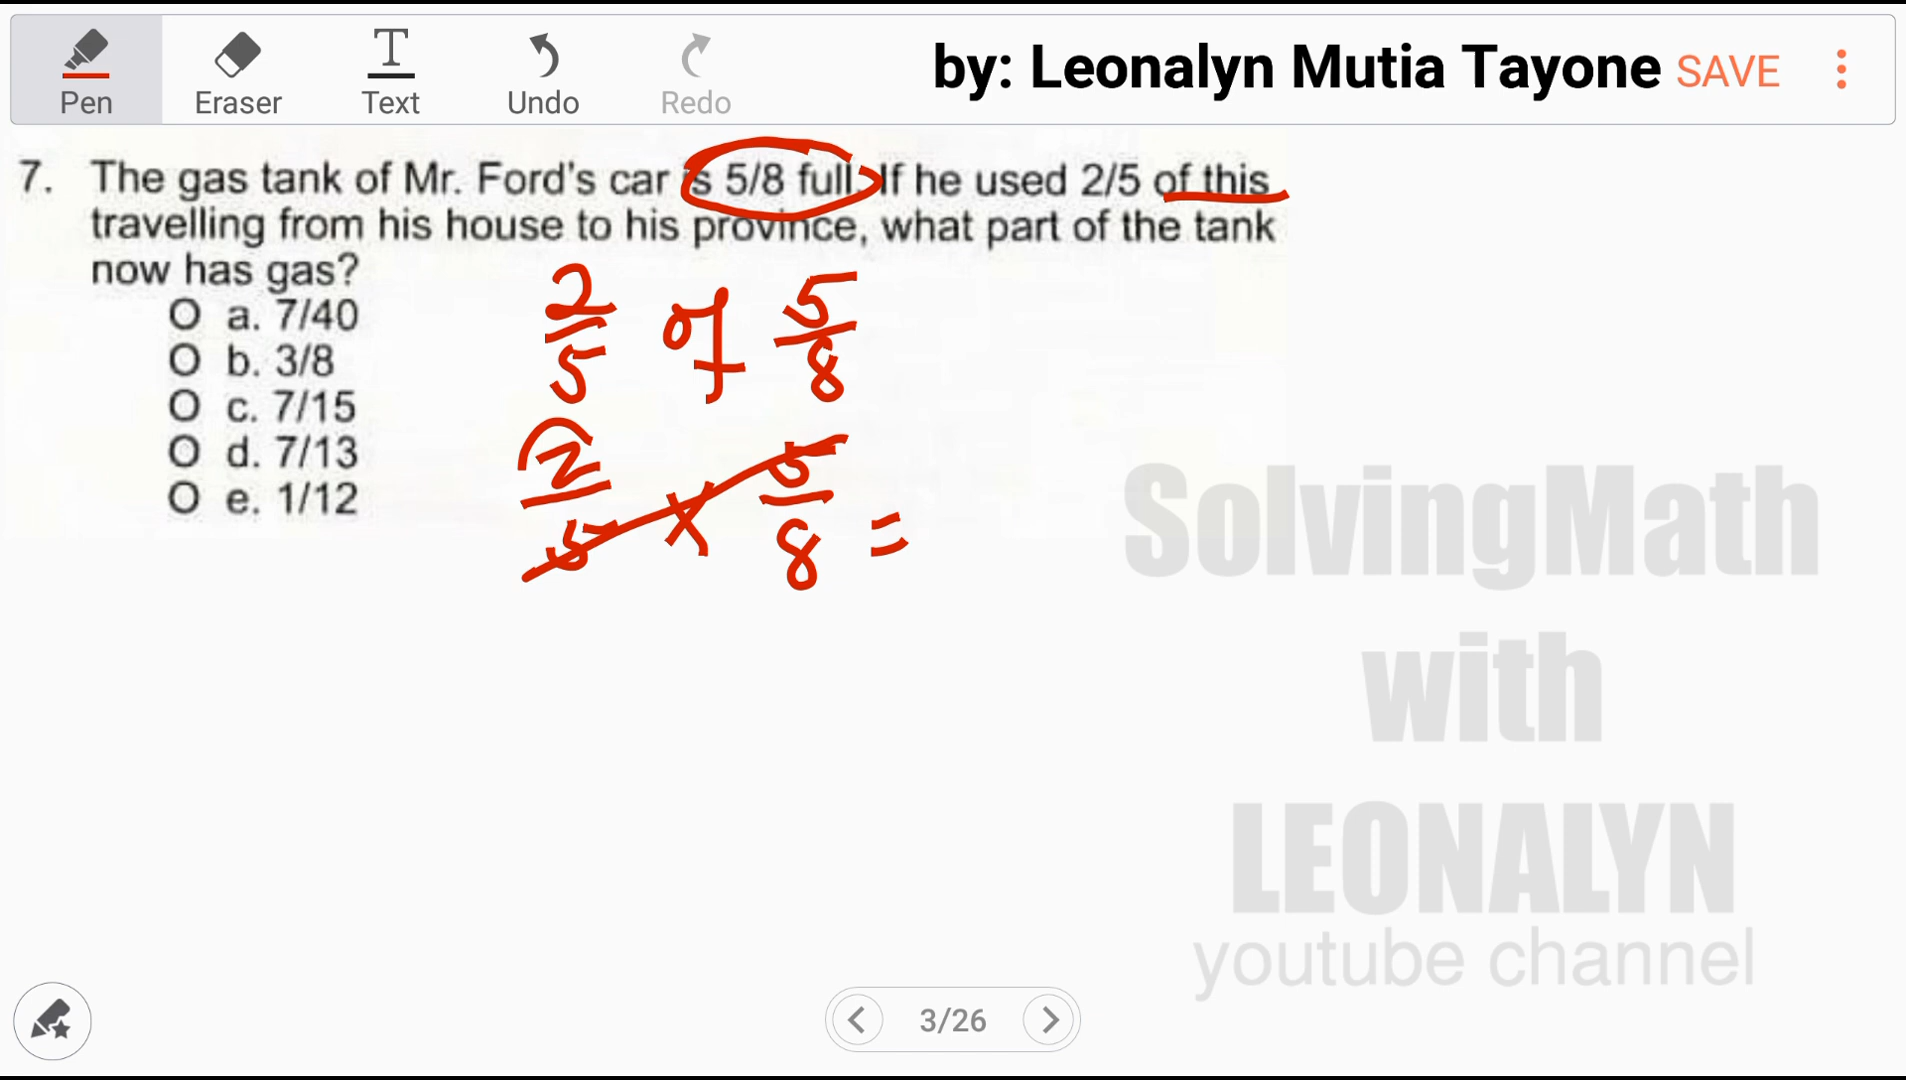 Pen
Eraser
Text
Undo
Redo
by: Leonalyn Mutia Tayone
SAVE
7. The gas tank of Mr. Ford's car is 5/8 full. If he used 2/5 of this
travelling from his house to his province, what part of the tank
now has gas?
O a. 7/40
O b. 3/8
O c. 7/15
O d. 7/13
O e. 1/12
2/5 of 5/8
2/5 x 5/8 =
SolvingMath
with
LEONALYN
youtube channel
3/26